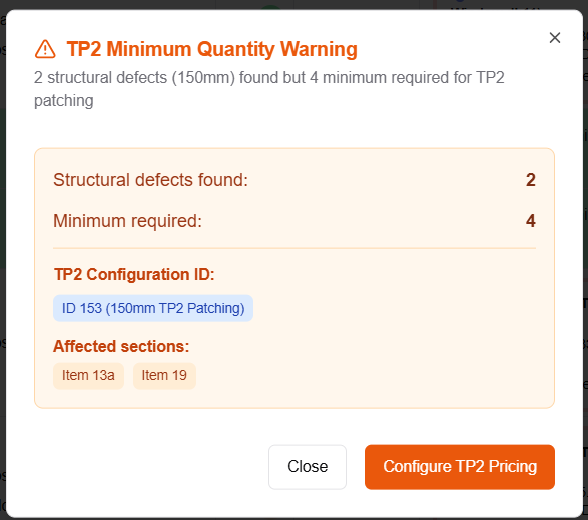 TP2 Minimum Quantity Warning
2 structural defects (150mm) found but 4 minimum required for TP2
patching
Structural defects found: 2
Minimum required: 4
TP2 Configuration ID:
ID 153 (150mm TP2 Patching)
Affected sections:
Item 13a Item 19
Close Configure TP2 Pricing